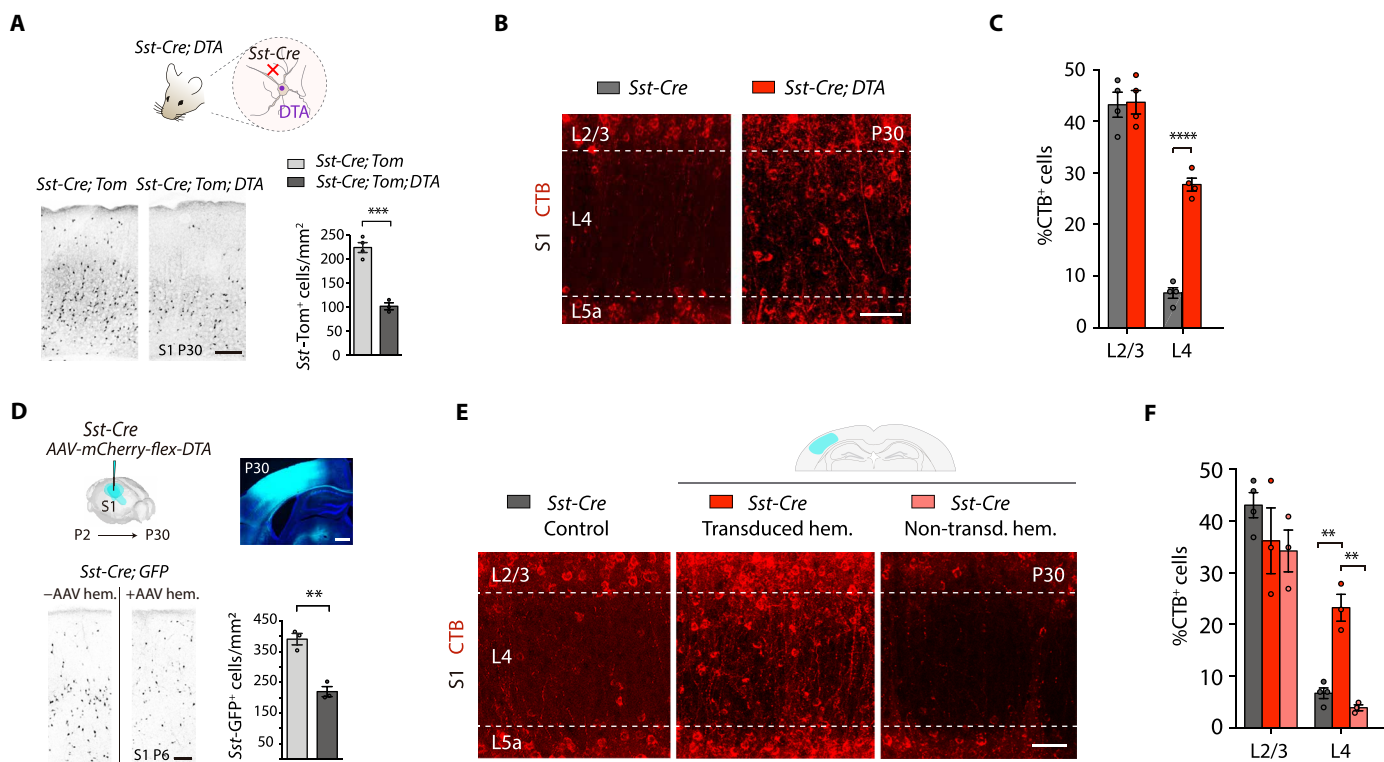 A
Sst-Cre; DTA
Sst-Cre
DTA
Sst-Cre; Tom
Sst-Cre; Tom; DTA
Sst-Cre; Tom
Sst-Cre; Tom; DTA
S1 P30
***
Sst-Tom+ cells/mm2
250
200
150
100
50
0
B
Sst-Cre
Sst-Cre; DTA
S1 CTB
L2/3
P30
L4
L5a
C
%CTB+ cells
50
40
30
20
10
0
****
L2/3
L4
D
Sst-Cre
AAV-mCherry-flex-DTA
S1
P2 → P30
P30
Sst-Cre; GFP
−AAV hem.
+AAV hem.
S1 P6
**
Sst-GFP+ cells/mm2
450
350
250
150
50
E
Sst-Cre
Control
Sst-Cre
Transduced hem.
Sst-Cre
Non-transd. hem.
S1 CTB
L2/3
P30
L4
L5a
F
%CTB+ cells
50
40
30
20
10
0
**
**
L2/3
L4